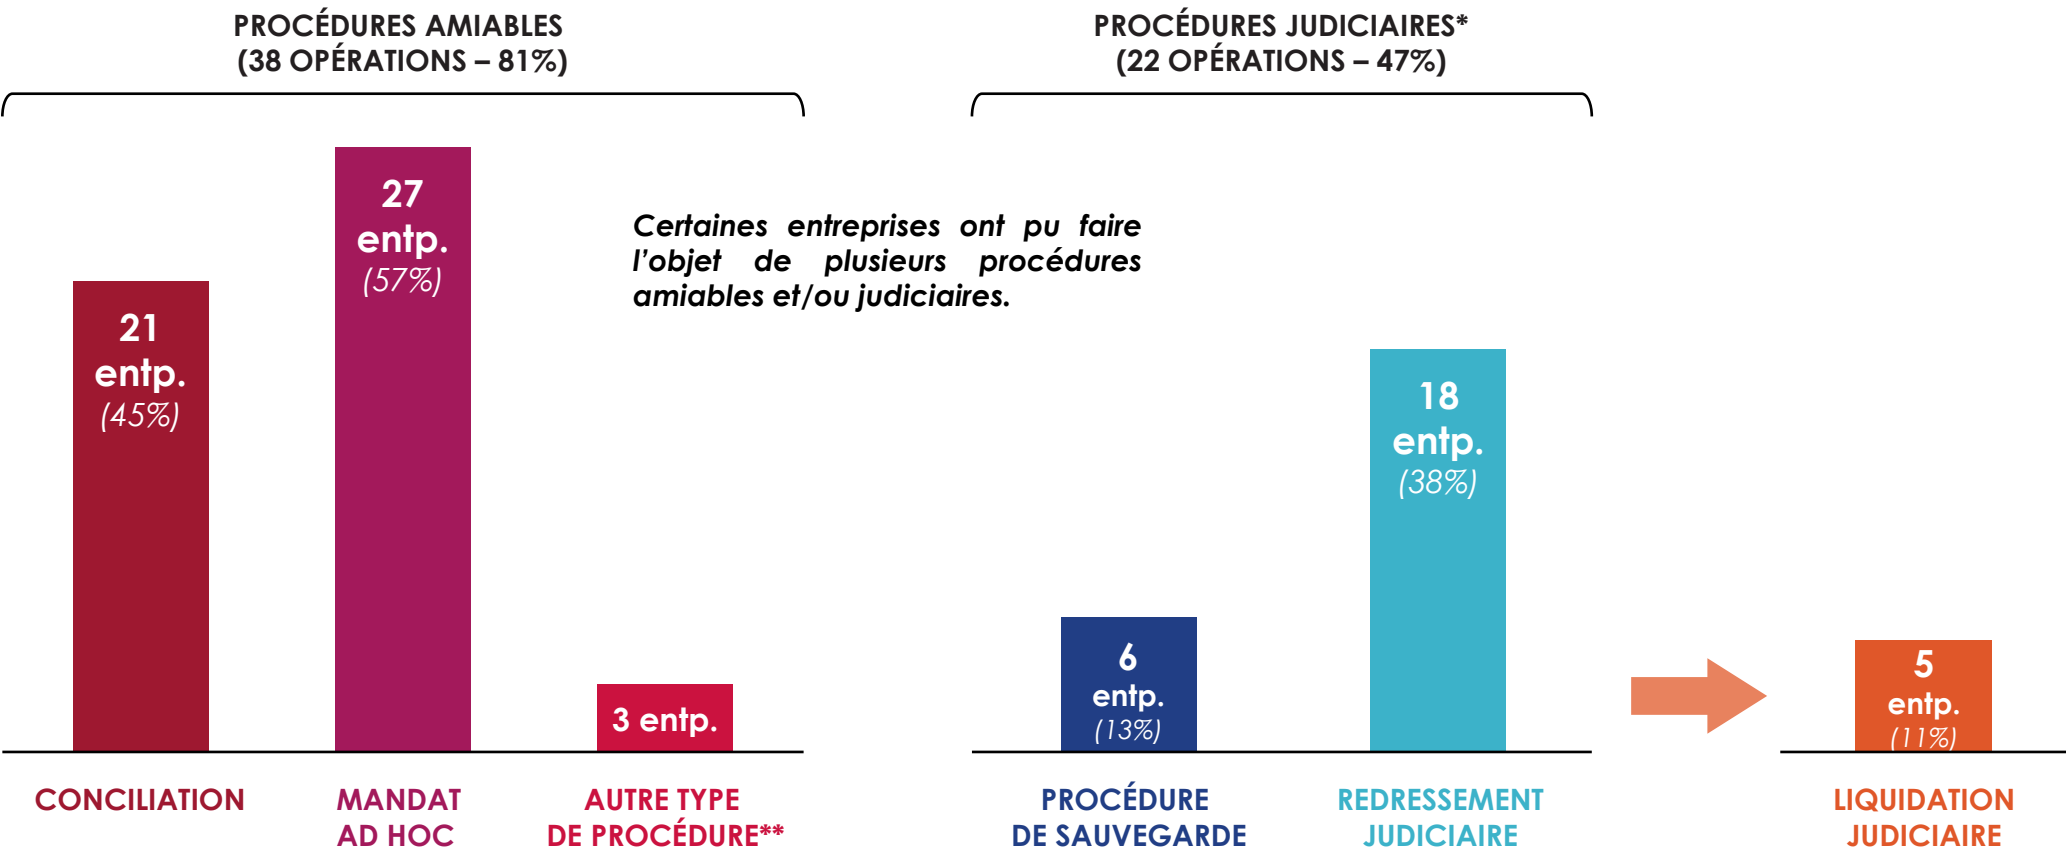 PROCÉDURES AMIABLES
(38 OPÉRATIONS – 81%)
PROCÉDURES JUDICIAIRES*
(22 OPÉRATIONS – 47%)
21
entp.
(45%)
27
entp.
(57%)
3 entp.
Certaines entreprises ont pu faire
l’objet de plusieurs procédures
amiables et/ou judiciaires.
6
entp.
(13%)
18
entp.
(38%)
5
entp.
(11%)
CONCILIATION
MANDAT
AD HOC
AUTRE TYPE
DE PROCÉDURE**
PROCÉDURE
DE SAUVEGARDE
REDRESSEMENT
JUDICIAIRE
LIQUIDATION
JUDICIAIRE